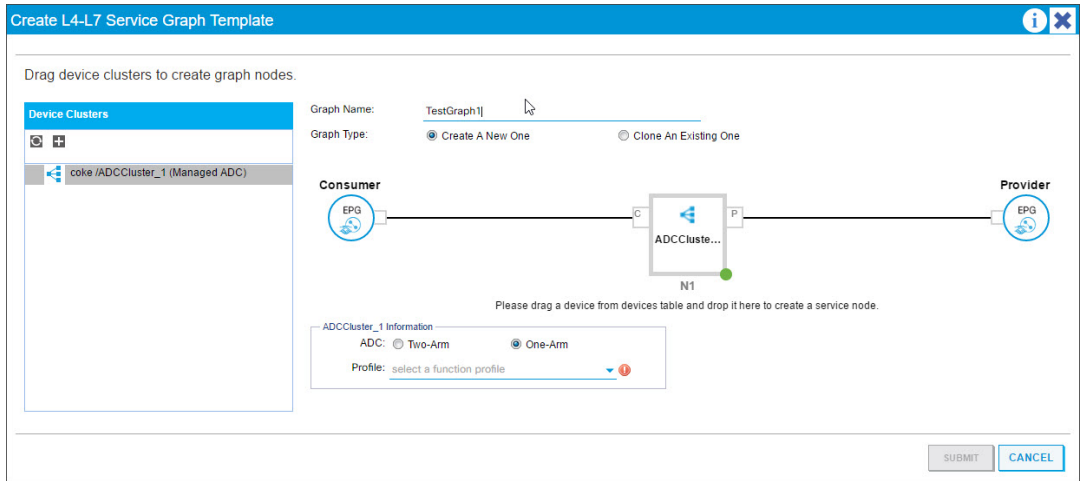 Create L4-L7 Service Graph Template
i
Drag device clusters to create graph nodes.
Device Clusters
coke /ADCCluster_1 (Managed ADC)
Graph Name: TestGraph1
Graph Type: Create A New One Clone An Existing One
Consumer
EPG
C
ADCCluste...
P
N1
Provider
EPG
Please drag a device from devices table and drop it here to create a service node.
ADCCluster_1 Information
ADC: Two-Arm One-Arm
Profile: select a function profile !
SUBMIT CANCEL